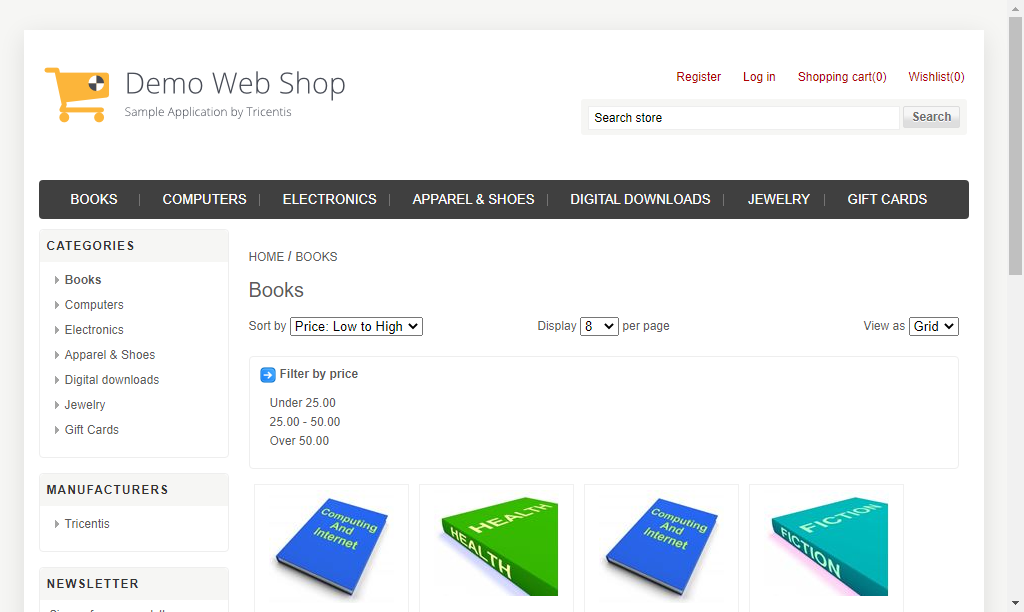 Demo Web Shop
Sample Application by Tricentis
Register Log in Shopping cart(0) Wishlist(0)
Search store Search
BOOKS COMPUTERS ELECTRONICS APPAREL & SHOES DIGITAL DOWNLOADS JEWELRY GIFT CARDS
CATEGORIES
Books
Computers
Electronics
Apparel & Shoes
Digital downloads
Jewelry
Gift Cards
MANUFACTURERS
Tricentis
NEWSLETTER
HOME / BOOKS
Books
Sort by Price: Low to High Display 8 per page View as Grid
Filter by price
Under 25.00
25.00 - 50.00
Over 50.00
Computing
And
Internet
HEALTH
HEALTH
Computing
And
Internet
FICTION
FICTION